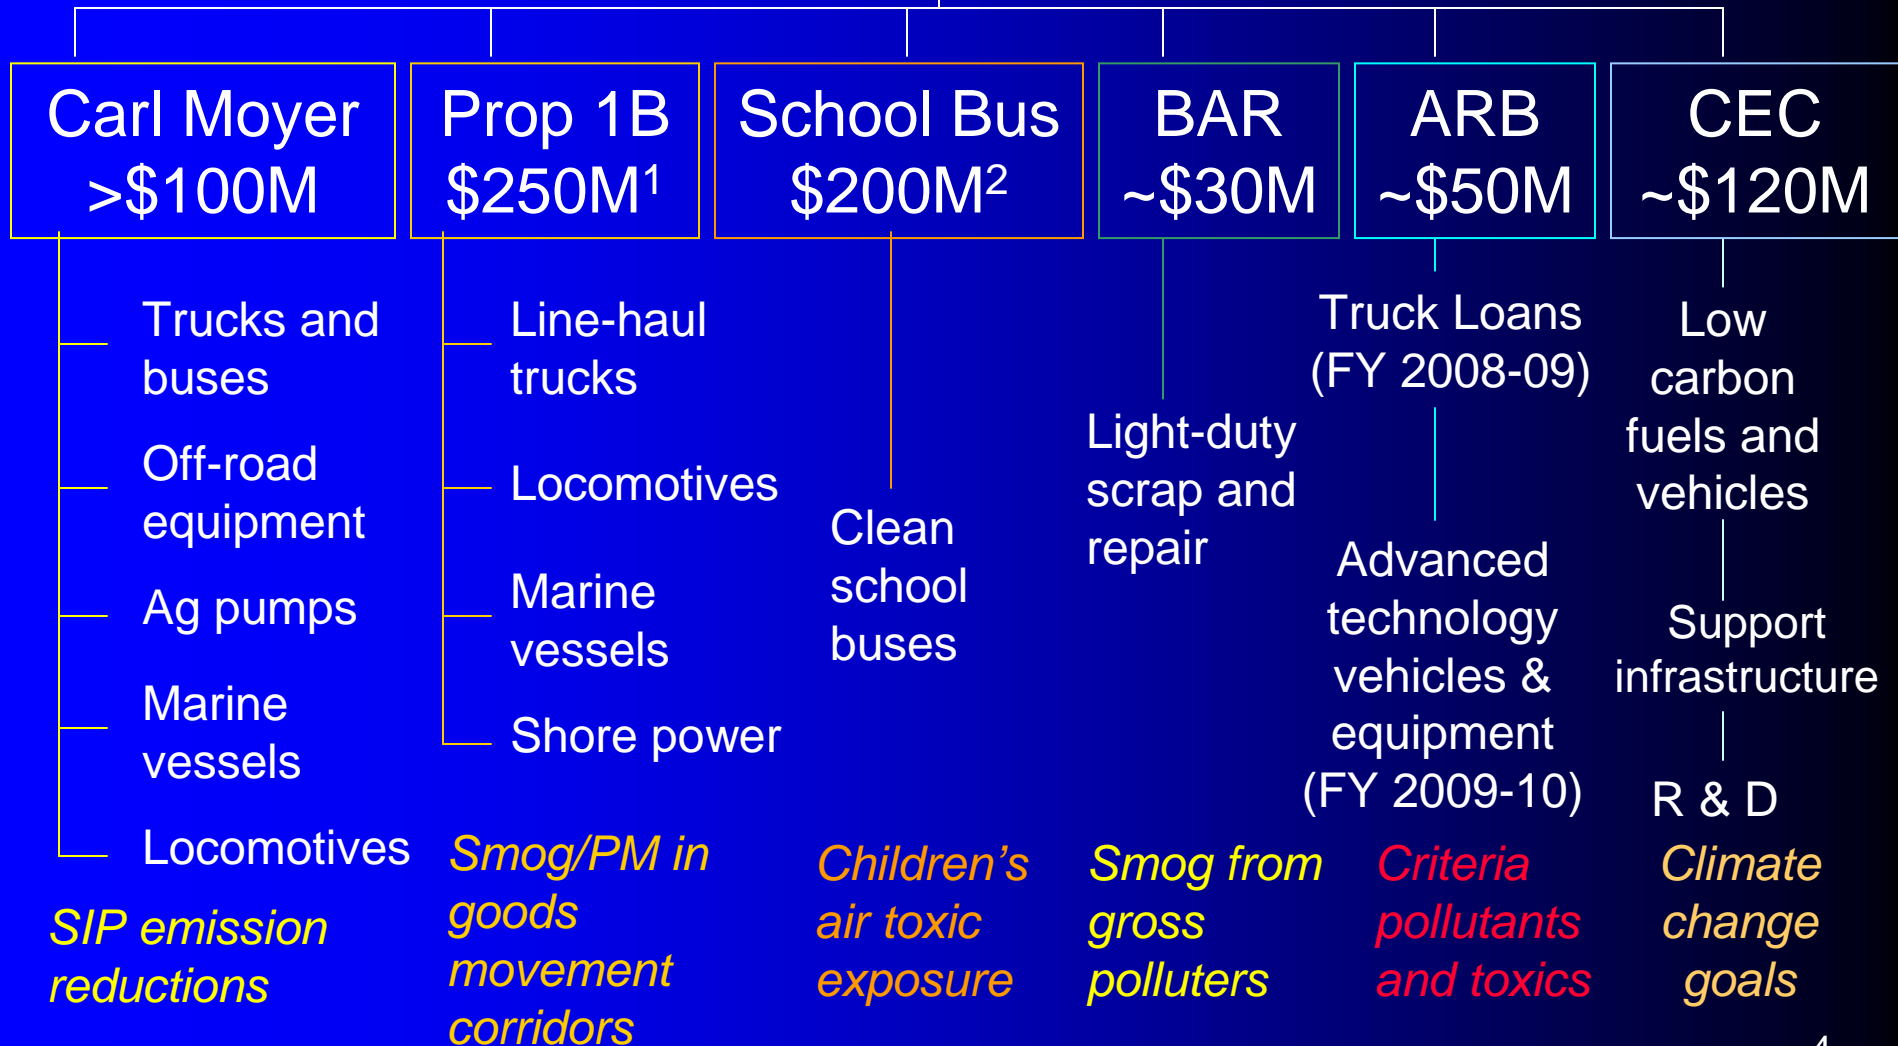 Carl Moyer
>$100M
Prop 1B
$250M1
School Bus
$200M2
BAR
~$30M
ARB
~$50M
CEC
~$120M
Trucks and
buses
Off-road
equipment
Ag pumps
Marine
vessels
Locomotives
SIP emission
reductions
Line-haul
trucks
Locomotives
Marine
vessels
Shore power
Smog/PM in
goods
movement
corridors
Clean
school
buses
Children’s
air toxic
exposure
Light-duty
scrap and
repair
Smog from
gross
polluters
Truck Loans
(FY 2008-09)
Advanced
technology
vehicles &
equipment
(FY 2009-10)
Criteria
pollutants
and toxics
Low
carbon
fuels and
vehicles
Support
infrastructure
R & D
Climate
change
goals
4